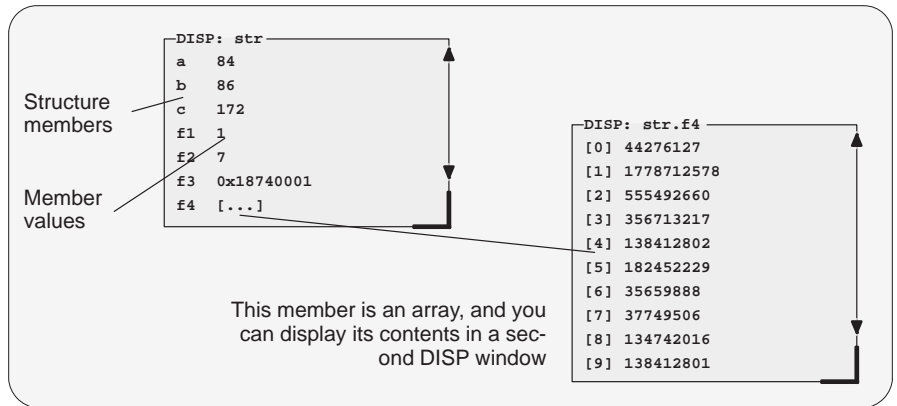 DISP: str
a 84
b 86
c 172
f1 1
f2 7
f3 0x18740001
f4 [...]
Structure
members
Member
values
DISP: str.f4
[0] 44276127
[1] 1778712578
[2] 555492660
[3] 356713217
[4] 138412802
[5] 182452229
[6] 35659888
[7] 37749506
[8] 134742016
[9] 138412801
This member is an array, and you
can display its contents in a sec-
ond DISP window